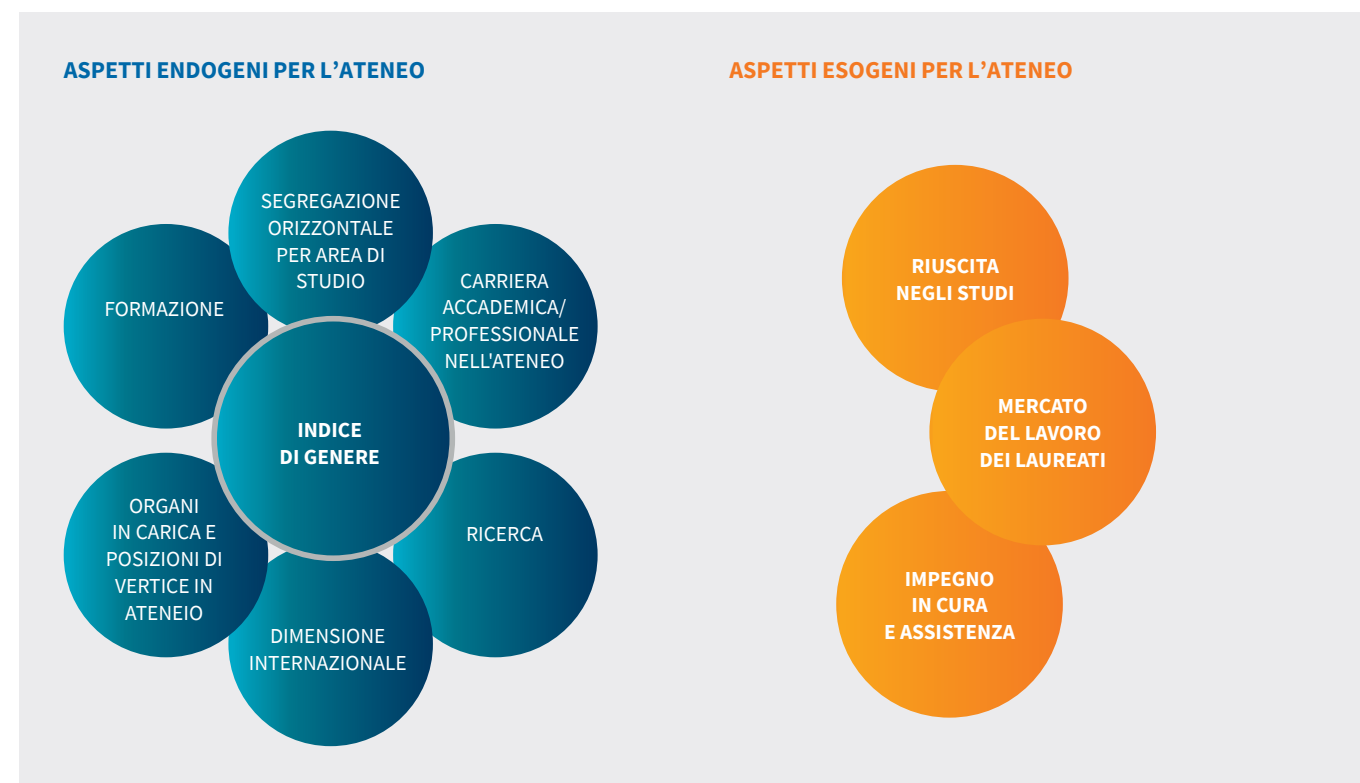 ASPETTI ENDOGENI PER L’ATENEO
SEGREGAZIONE
ORIZZONTALE
PER AREA DI
STUDIO
FORMAZIONE
CARRIERA
ACCADEMICA/
PROFESSIONALE
NELL'ATENEO
INDICE
DI GENERE
ORGANI
IN CARICA E
POSIZIONI DI
VERTICE IN
ATENEIO
RICERCA
DIMENSIONE
INTERNAZIONALE
ASPETTI ESOGENI PER L’ATENEO
RIUSCITA
NEGLI STUDI
MERCATO
DEL LAVORO
DEI LAUREATI
IMPEGNO
IN CURA
E ASSISTENZA